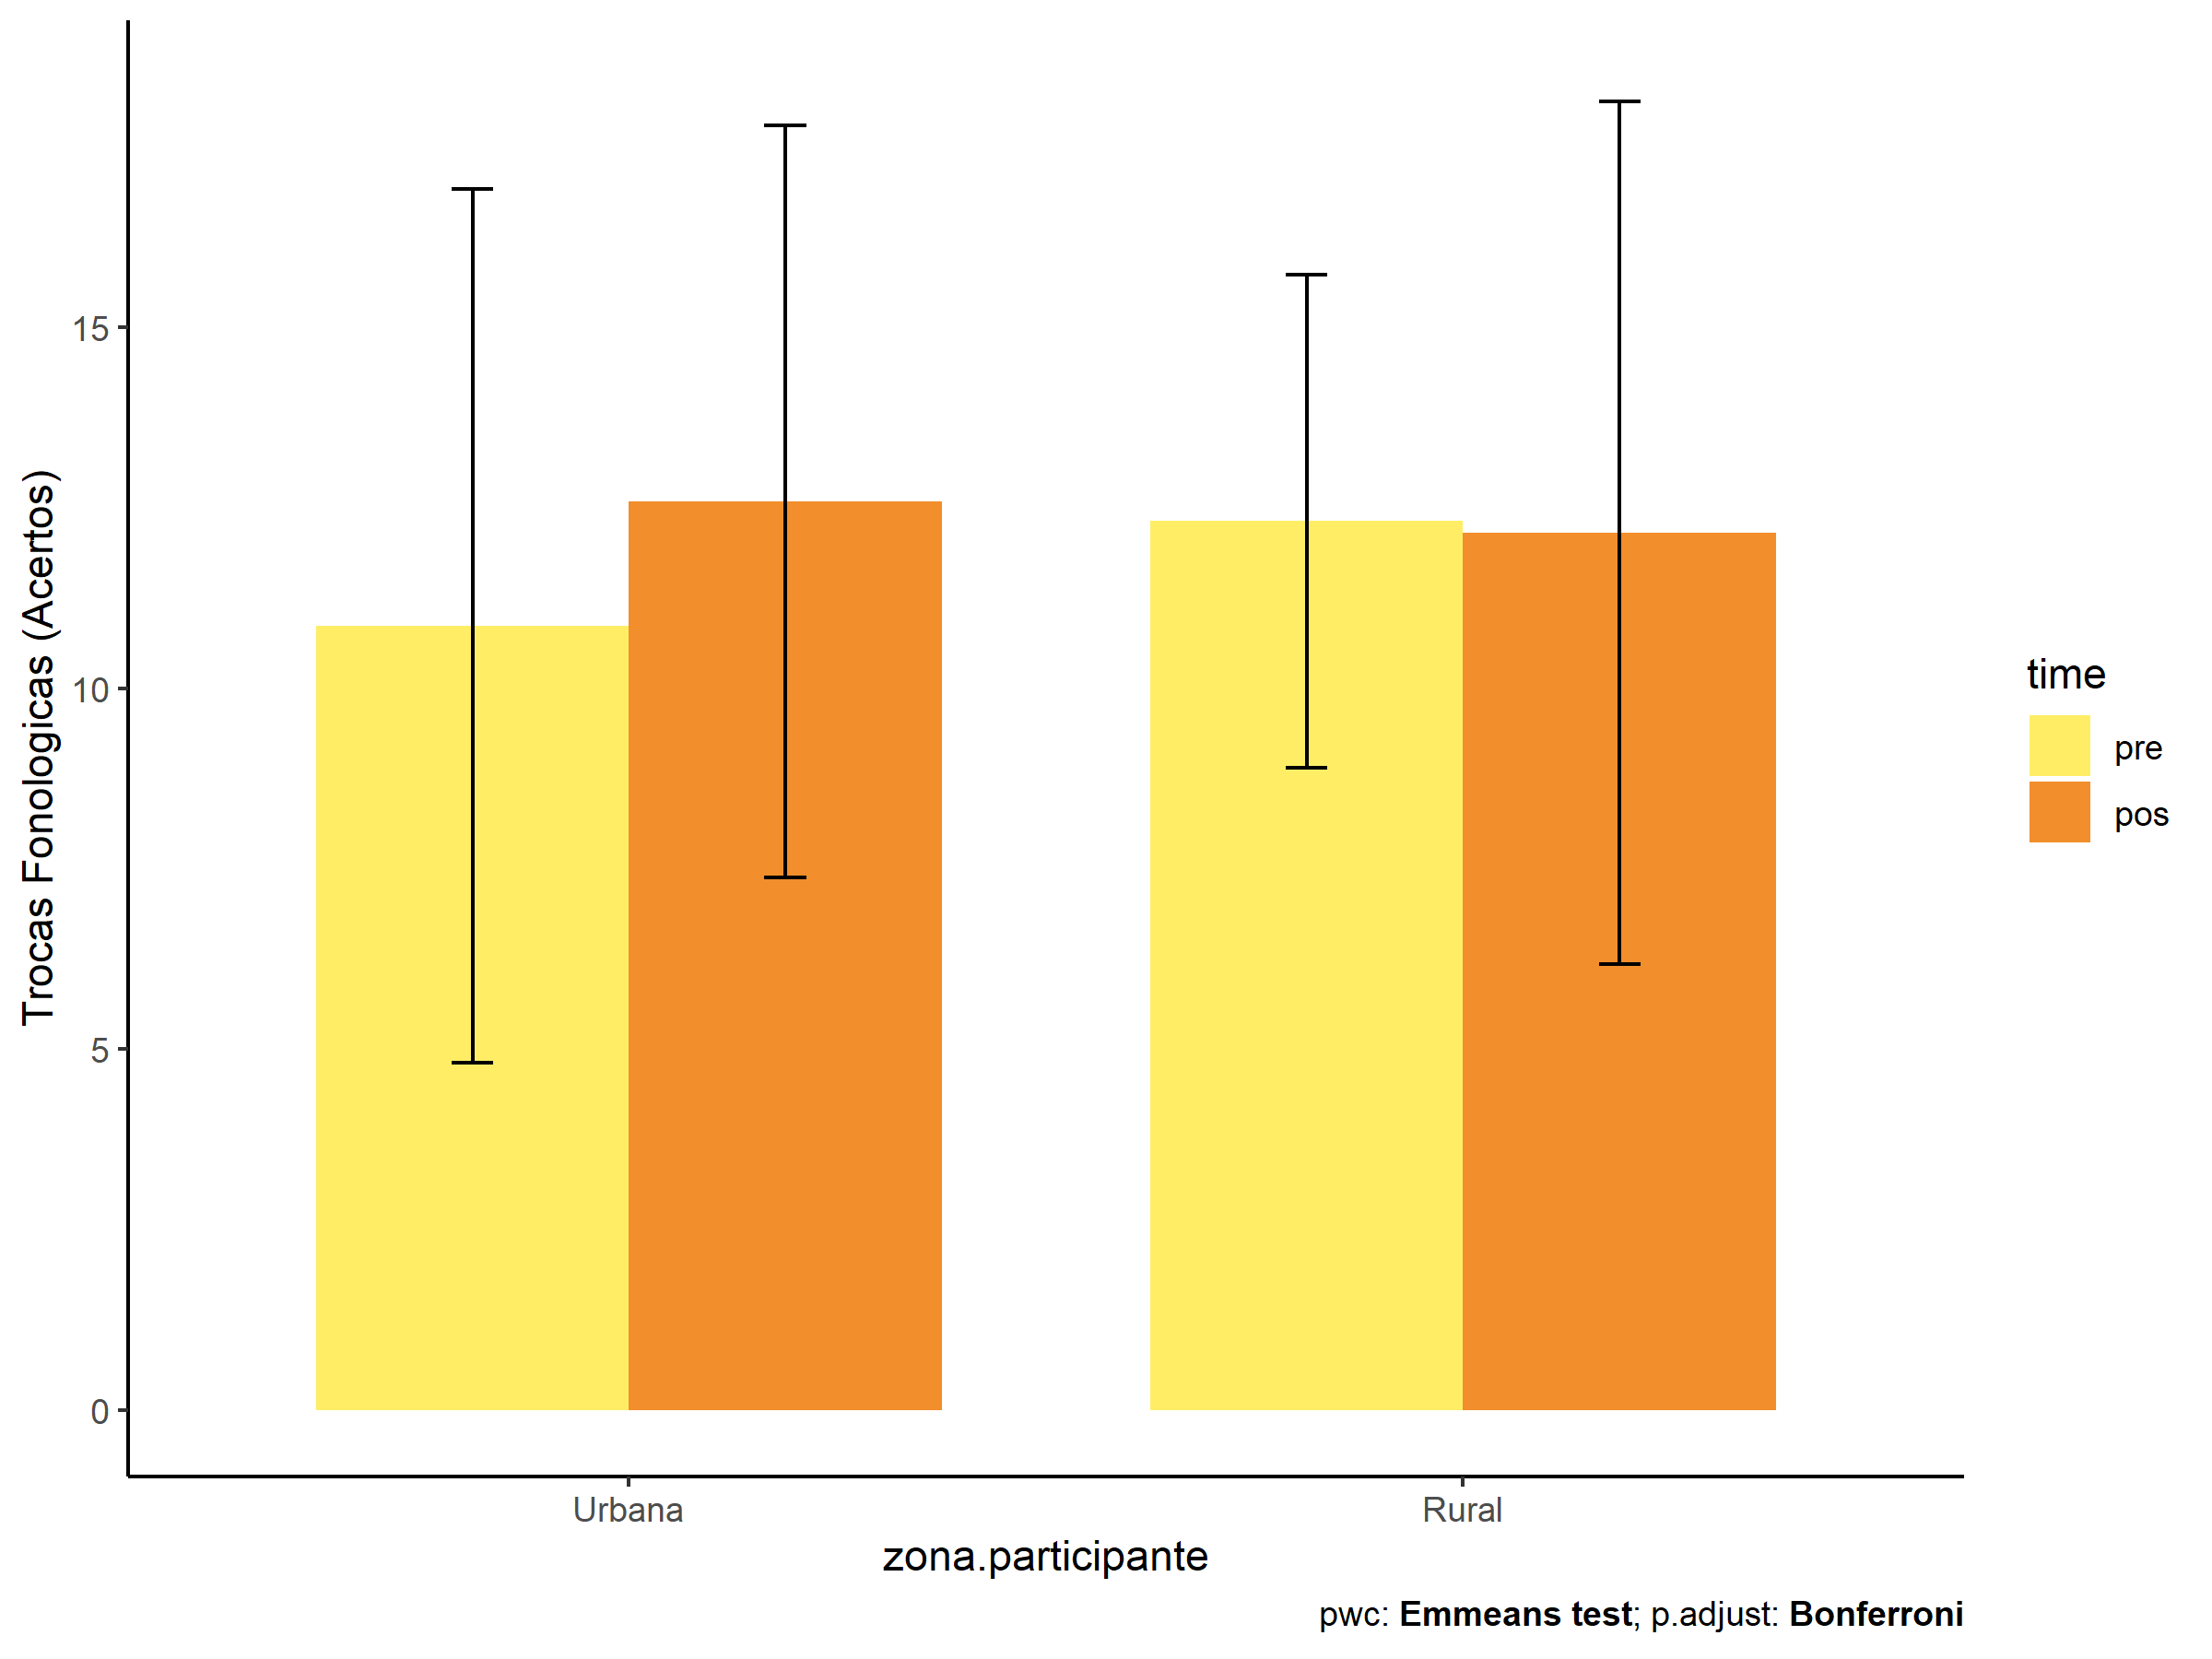 Trocas Fonologicas (Acertos)
15
10
5
0
Urbana
Rural
zona.participante
time
pre
pos
pwc: Emmeans test; p.adjust: Bonferroni